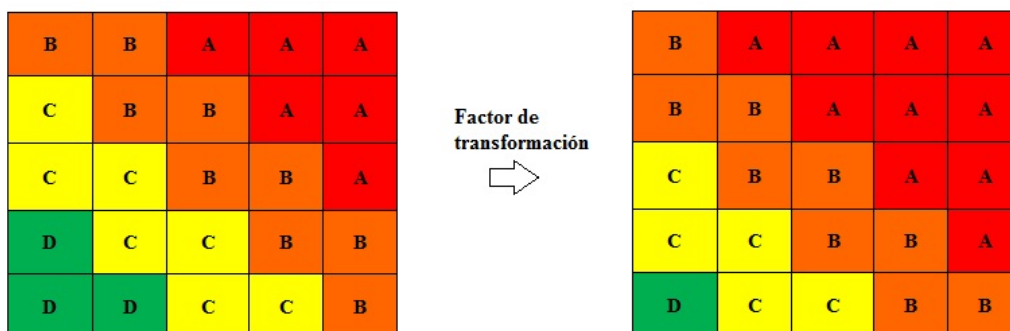 B B A A A
C B B A A
C C B B A
D C C B B
D D C C B
Factor de
transformación
B A A A A
B B A A A
C B B A A
C C B B A
D C C B B